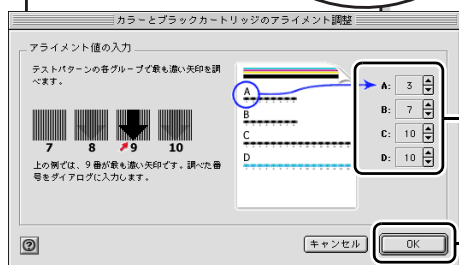 カラーとブラックカートリッジのアライメント調整
アライメント値の入力
テストパターンの各グループで最も濃い矢印を調
べます。
7 8 9 10
上の例では、9 番が最も濃い矢印です。調べた番
号をダイアログに入力します。
A
B
C
D
A: 3
B: 7
C: 10
D: 10
?
キャンセル
OK